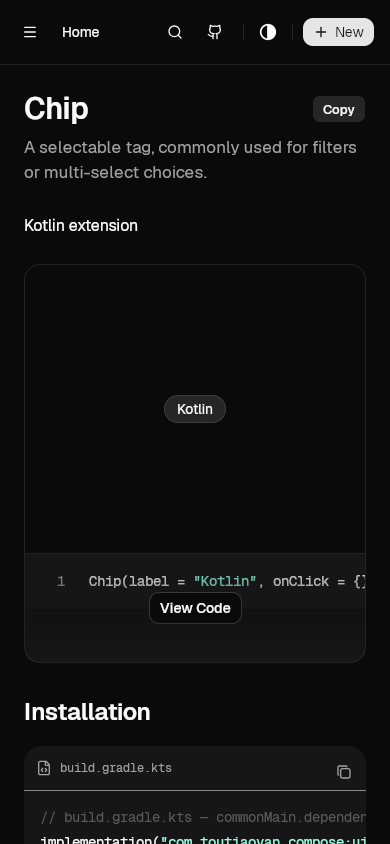 Home
New
Chip
Copy
A selectable tag, commonly used for filters
or multi-select choices.
Kotlin extension
Kotlin
1 Chip(label = "Kotlin", onClick = {}
View Code
Installation
build.gradle.kts
// build.gradle.kts — commonMain.dependen
implementation("com.toutiaoyan.compose:ui